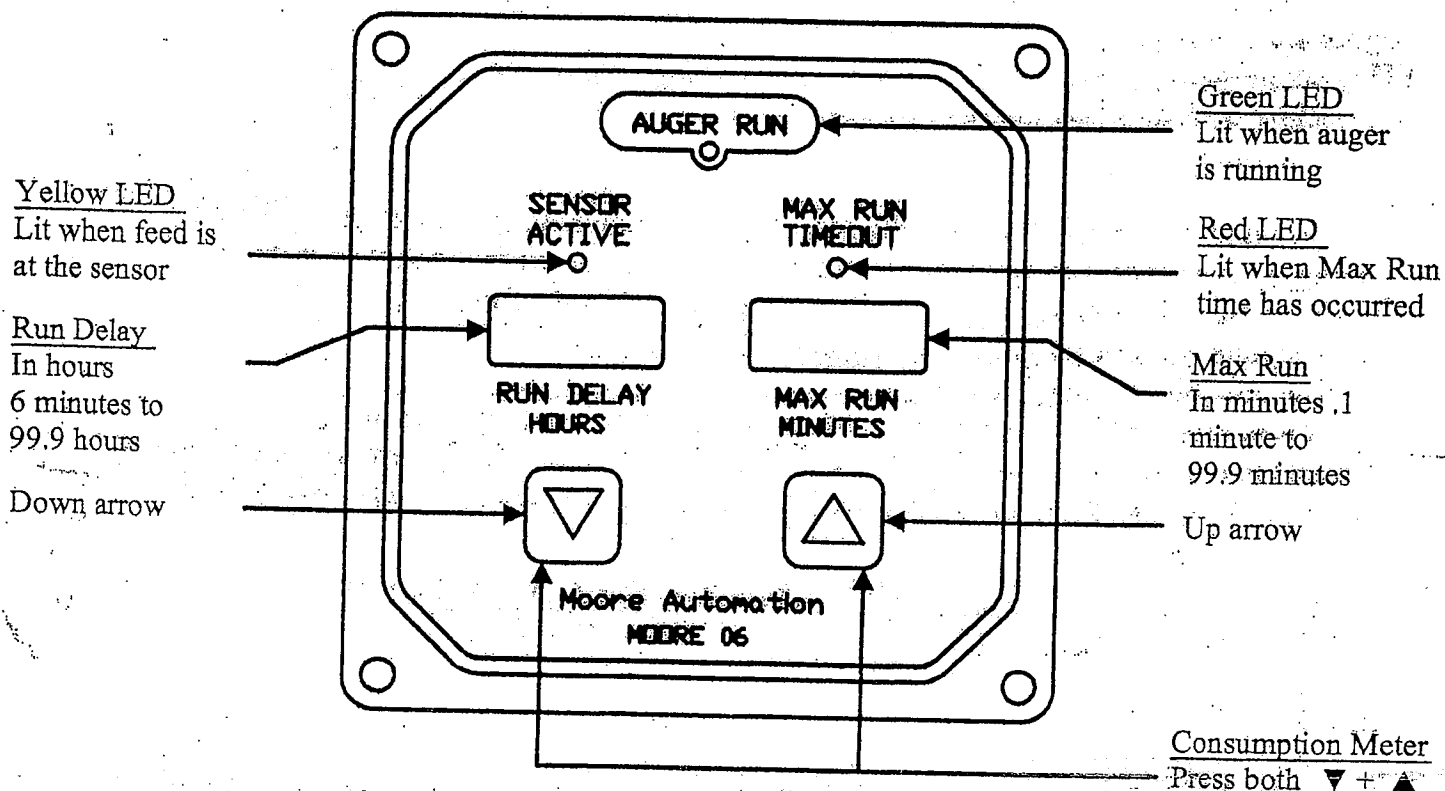 AUGER RUN
SENSOR
ACTIVE
MAX RUN
TIMEOUT
RUN DELAY
HOURS
MAX RUN
MINUTES
Moore Automation
MOORE 06
Yellow LED
Lit when feed is
at the sensor
Run Delay
In hours
6 minutes to
99.9 hours
Down arrow
Green LED
Lit when auger
is running
Red LED
Lit when Max Run
time has occurred
Max Run
In minutes .1
minute to
99.9 minutes
Up arrow
Consumption Meter
Press both ▼ + ▲